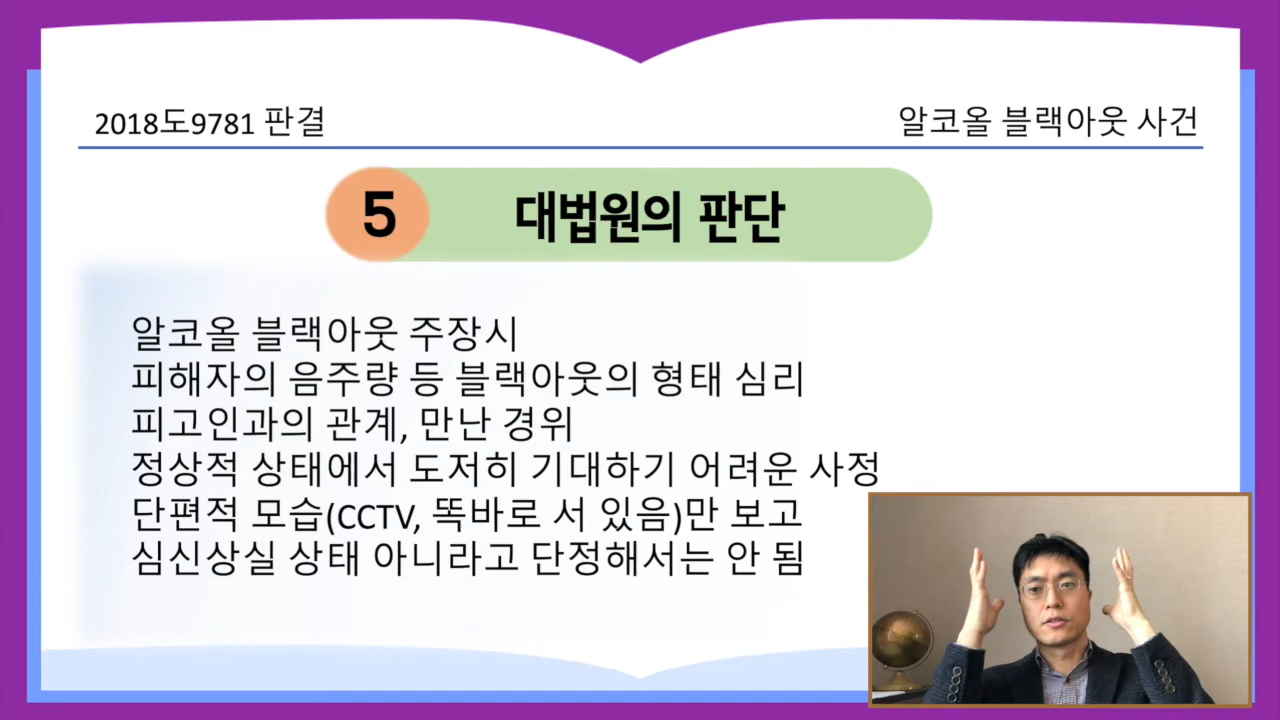 2018도9781 판결
알코올 블랙아웃 사건
5
대법원의 판단
알코올 블랙아웃 주장시
피해자의 음주량 등 블랙아웃의 형태 심리
피고인과의 관계, 만난 경위
정상적 상태에서 도저히 기대하기 어려운 사정
단편적 모습(CCTV, 똑바로 서 있음)만 보고
심신상실 상태 아니라고 단정해서는 안 됨